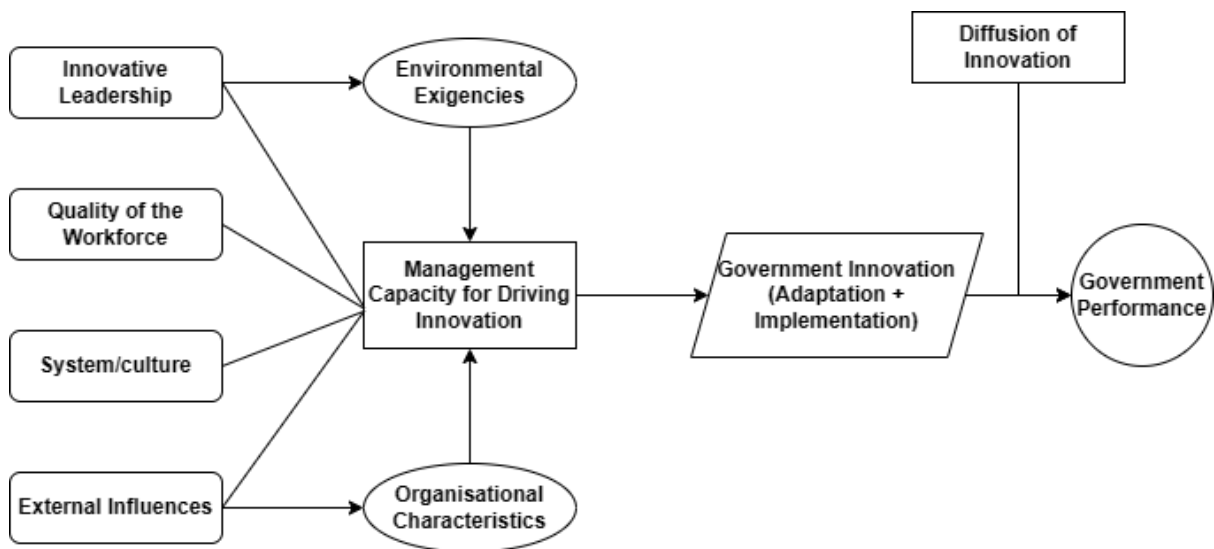 Innovative
Leadership
Environmental
Exigencies
Diffusion of
Innovation
Quality of the
Workforce
Management
Capacity for Driving
Innovation
Government Innovation
(Adaptation +
Implementation)
Government
Performance
System/culture
External Influences
Organisational
Characteristics